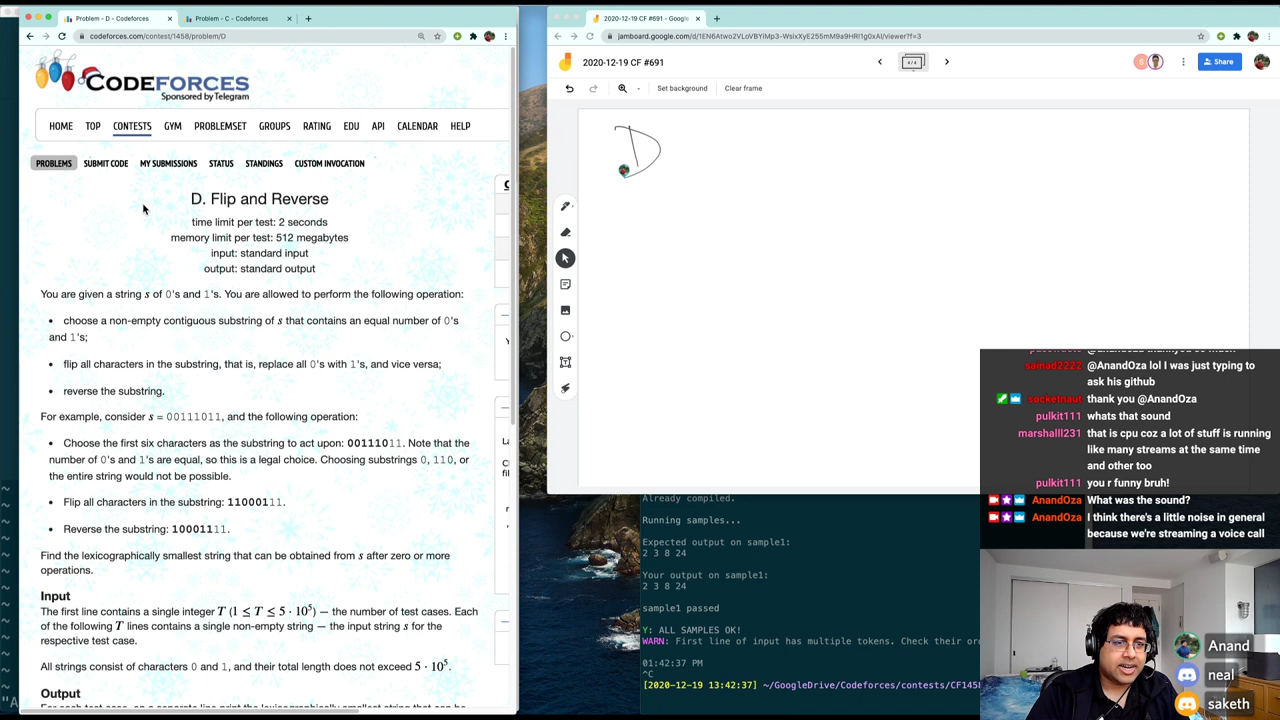 Problem - D - Codeforces
Problem - C - Codeforces
codeforces.com/contest/1458/problem/D
CODEFORCES
Sponsored by Telegram
HOME TOP CONTESTS GYM PROBLEMSET GROUPS RATING EDU API CALENDAR HELP
PROBLEMS SUBMIT CODE MY SUBMISSIONS STATUS STANDINGS CUSTOM INVOCATION
D. Flip and Reverse
time limit per test: 2 seconds
memory limit per test: 512 megabytes
input: standard input
output: standard output
You are given a string s of 0's and 1's. You are allowed to perform the following operation:
• choose a non-empty contiguous substring of s that contains an equal number of 0's
and 1's;
• flip all characters in the substring, that is, replace all 0's with 1's, and vice versa;
• reverse the substring.
For example, consider s = 00111011, and the following operation:
• Choose the first six characters as the substring to act upon: 00111011. Note that the
number of 0's and 1's are equal, so this is a legal choice. Choosing substrings 0, 110, or
the entire string would not be possible.
• Flip all characters in the substring: 11000111.
• Reverse the substring: 10001111.
Find the lexicographically smallest string that can be obtained from s after zero or more
operations.
Input
The first line contains a single integer T (1 ≤ T ≤ 5 · 10⁵) — the number of test cases. Each
of the following T lines contains a single non-empty string — the input string s for the
respective test case.
All strings consist of characters 0 and 1, and their total length does not exceed 5 · 10⁵.
Output
2020-12-19 CF #691 - Google
2020-12-19 CF #691
4/4
Share
Set background Clear frame
D
Already compiled.
Running samples...
Expected output on sample1:
2 3 8 24
Your output on sample1:
2 3 8 24
sample1 passed
Y: ALL SAMPLES OK!
WARN: First line of input has multiple tokens. Check their
01:42:37 PM
^C
[2020-12-19 13:42:37] ~/GoogleDrive/Codeforces/contests/CF145
sainad2222 @AnandOza lol I was just typing to
ask his github
socketnaut thank you @AnandOza
pulkit111 whats that sound
marshalll231 that is cpu coz a lot of stuff is running
like many streams at the same time
and other too
pulkit111 you r funny bruh!
AnandOza What was the sound?
AnandOza I think there's a little noise in general
because we're streaming a voice call
Anand
neal
saketh